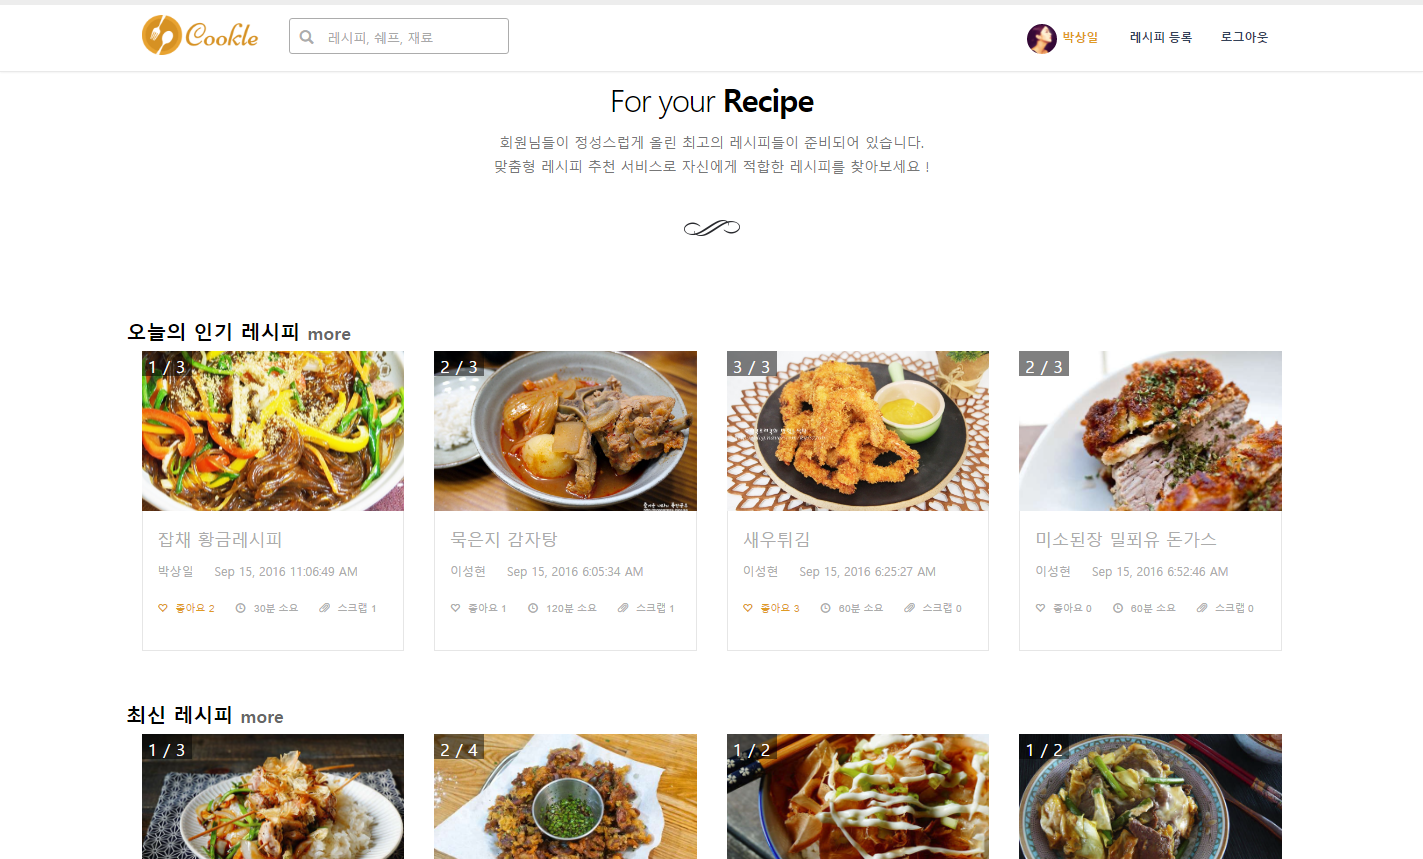 Cookle
레시피, 쉐프, 재료
박상일 레시피 등록 로그아웃
For your Recipe
회원님들이 정성스럽게 올린 최고의 레시피들이 준비되어 있습니다.
맞춤형 레시피 추천 서비스로 자신에게 적합한 레시피를 찾아보세요 !
오늘의 인기 레시피 more
1 / 3
2 / 3
3 / 3
2 / 3
잡채 황금레시피
박상일 Sep 15, 2016 11:06:49 AM
좋아요 2 30분 소요 스크랩 1
묵은지 감자탕
이성현 Sep 15, 2016 6:05:34 AM
좋아요 1 120분 소요 스크랩 1
새우튀김
이성현 Sep 15, 2016 6:25:27 AM
좋아요 3 60분 소요 스크랩 0
미소된장 밀푀유 돈가스
이성현 Sep 15, 2016 6:52:46 AM
좋아요 0 60분 소요 스크랩 0
최신 레시피 more
1 / 3
2 / 4
1 / 2
1 / 2